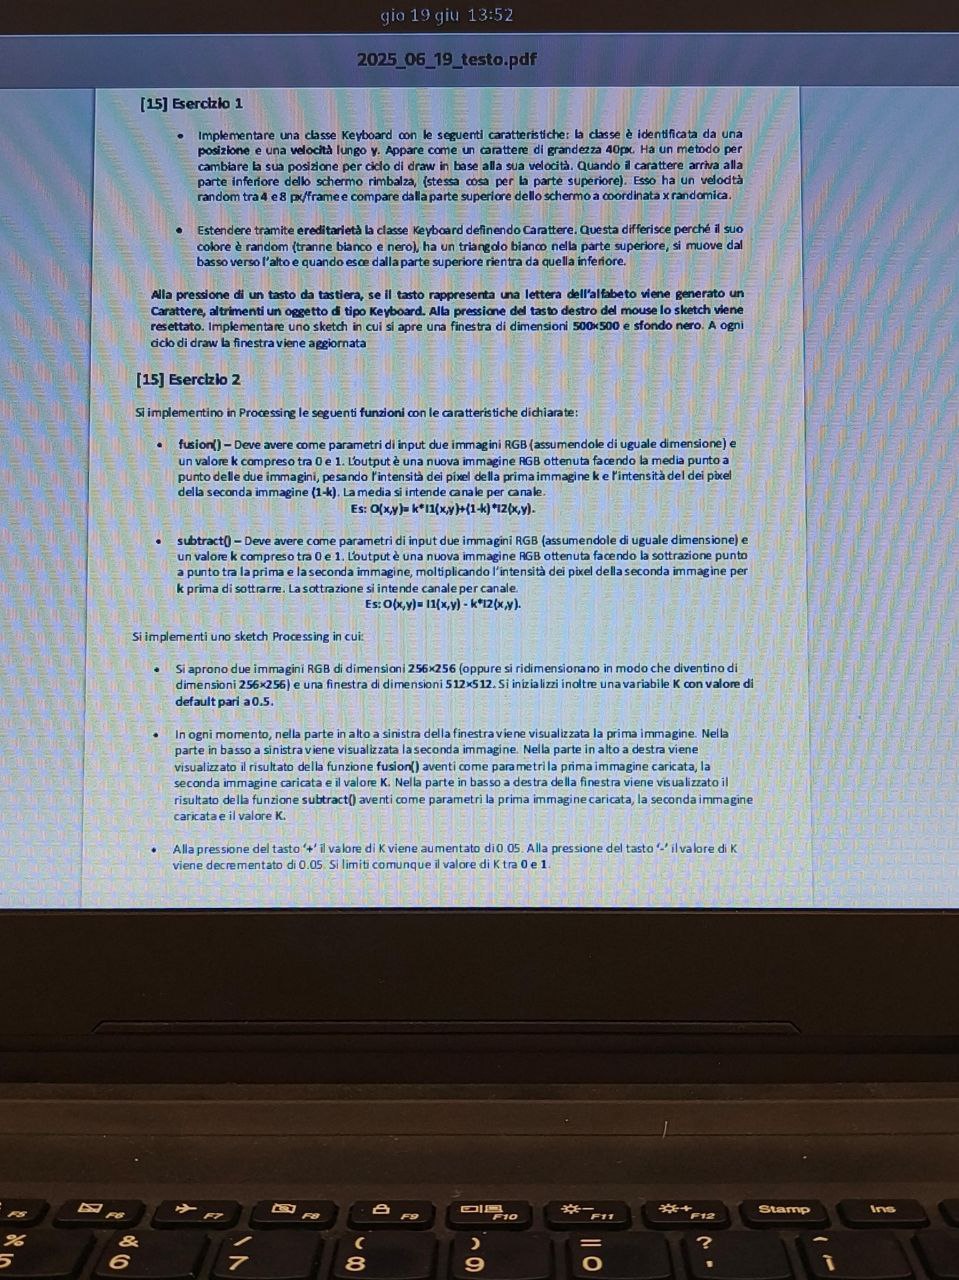 gio 19 giu 13:52
2025_06_19_testo.pdf
[15] Esercizio 1
• Implementare una classe Keyboard con le seguenti caratteristiche: la classe è identificata da una
posizione e una velocità lungo y. Appare come un carattere di grandezza 40px. Ha un metodo per
cambiare la sua posizione per ciclo di draw in base alla sua velocità. Quando il carattere arriva alla
parte inferiore dello schermo rimbalza, (stessa cosa per la parte superiore). Esso ha un velocità
random tra 4 e 8 px/frame e compare dalla parte superiore dello schermo a coordinata x randomica.
• Estendere tramite ereditarietà la classe Keyboard definendo Carattere. Questa differisce perché il suo
colore è random (tranne bianco e nero), ha un triangolo bianco nella parte superiore, si muove dal
basso verso l'alto e quando esce dalla parte superiore rientra da quella inferiore.
Alla pressione di un tasto da tastiera, se il tasto rappresenta una lettera dell'alfabeto viene generato un
Carattere, altrimenti un oggetto di tipo Keyboard. Alla pressione del tasto destro del mouse lo sketch viene
resettato. Implementare uno sketch in cui si apre una finestra di dimensioni 500×500 e sfondo nero. A ogni
ciclo di draw la finestra viene aggiornata
[15] Esercizio 2
Si implementino in Processing le seguenti funzioni con le caratteristiche dichiarate:
• fusion() – Deve avere come parametri di input due immagini RGB (assumendole di uguale dimensione) e
un valore k compreso tra 0 e 1. L'output è una nuova immagine RGB ottenuta facendo la media punto a
punto delle due immagini, pesando l'intensità dei pixel della prima immagine k e l'intensità del dei pixel
della seconda immagine (1-k). La media si intende canale per canale.
Es: O(x,y)= k*I1(x,y)+(1-k)*I2(x,y).
• subtract() – Deve avere come parametri di input due immagini RGB (assumendole di uguale dimensione) e
un valore k compreso tra 0 e 1. L'output è una nuova immagine RGB ottenuta facendo la sottrazione punto
a punto tra la prima e la seconda immagine, moltiplicando l'intensità dei pixel della seconda immagine per
k prima di sottrarre. La sottrazione si intende canale per canale.
Es: O(x,y)= I1(x,y) - k*I2(x,y).
Si implementi uno sketch Processing in cui:
• Si aprono due immagini RGB di dimensioni 256×256 (oppure si ridimensionano in modo che diventino di
dimensioni 256×256) e una finestra di dimensioni 512×512. Si inizializzi inoltre una variabile K con valore di
default pari a 0.5.
• In ogni momento, nella parte in alto a sinistra della finestra viene visualizzata la prima immagine. Nella
parte in basso a sinistra viene visualizzata la seconda immagine. Nella parte in alto a destra viene
visualizzato il risultato della funzione fusion() aventi come parametri la prima immagine caricata, la
seconda immagine caricata e il valore K. Nella parte in basso a destra della finestra viene visualizzato il
risultato della funzione subtract() aventi come parametri la prima immagine caricata, la seconda immagine
caricata e il valore K.
• Alla pressione del tasto '+' il valore di K viene aumentato di 0.05. Alla pressione del tasto '-' il valore di K
viene decrementato di 0.05. Si limiti comunque il valore di K tra 0 e 1.
F5 F6 F7 F8 F9 F10 F11 F12 Stamp Ins
% & / ( ) = ? ^
5 6 7 8 9 0 ' ì